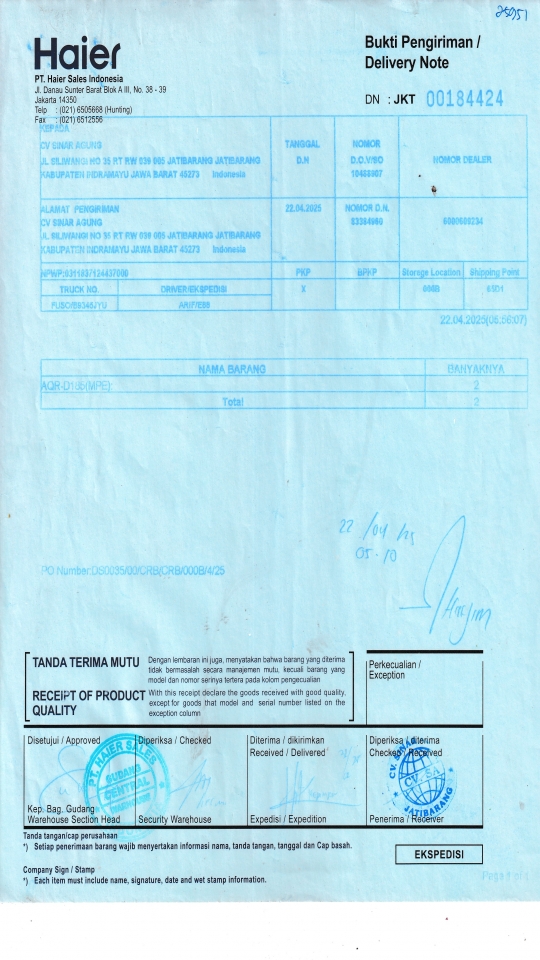 Haier
PT. Haier Sales Indonesia
Jl. Danau Sunter Barat Blok A III, No. 38 - 39
Jakarta 14350
Telp : (021) 6505668 (Hunting)
Fax : (021) 6512556
Bukti Pengiriman /
Delivery Note
DN : JKT 00184424
KEPADA
CV SINAR AGUNG
JL SILIWANGI NO 35 RT RW 039 005 JATIBARANG JATIBARANG
KABUPATEN INDRAMAYU JAWA BARAT 45273 Indonesia
TANGGAL
D.N
NOMOR
D.O.V/SO
NOMOR DEALER
ALAMAT PENGIRIMAN
CV SINAR AGUNG
JL SILIWANGI NO 35 RT RW 039 005 JATIBARANG JATIBARANG
KABUPATEN INDRAMAYU JAWA BARAT 45273 Indonesia
22.04.2025
NOMOR D.N.
PKP
BPKP
Storage Location
Shipping Point
TRUCK NO.
DRIVER/EKSPEDISI
X
000B
22.04.2025(06:56:07)
NAMA BARANG BANYAKNYA
AQR-D185(MPE) 2
Total 2
22/04/25
05.10
PO Number:DS0035/00/CRB/CRB/000B/4/25
TANDA TERIMA MUTU
Dengan lembaran ini juga, menyatakan bahwa barang yang diterima
tidak bermasalah secara manajemen mutu, kecuali barang yang
model dan nomor serinya tertera pada kolom pengecualian
RECEIPT OF PRODUCT
QUALITY
With this receipt declare the goods received with good quality,
except for goods that model and serial number listed on the
exception column
Perkecualian /
Exception
Disetujui / Approved
Diperiksa / Checked
Diterima / dikirimkan
Received / Delivered
Diperiksa / diterima
Checked / Received
PT. HAIER SALES
GUDANG
CENTRAL
CV. SA
JATIBARANG
Kep. Bag. Gudang
Warehouse Section Head
Security Warehouse
Expedisi / Expedition
Penerima / Receiver
Tanda tangan/cap perusahaan
*) Setiap penerimaan barang wajib menyertakan informasi nama, tanda tangan, tanggal dan Cap basah.
EKSPEDISI
Company Sign / Stamp
*) Each item must include name, signature, date and wet stamp information.